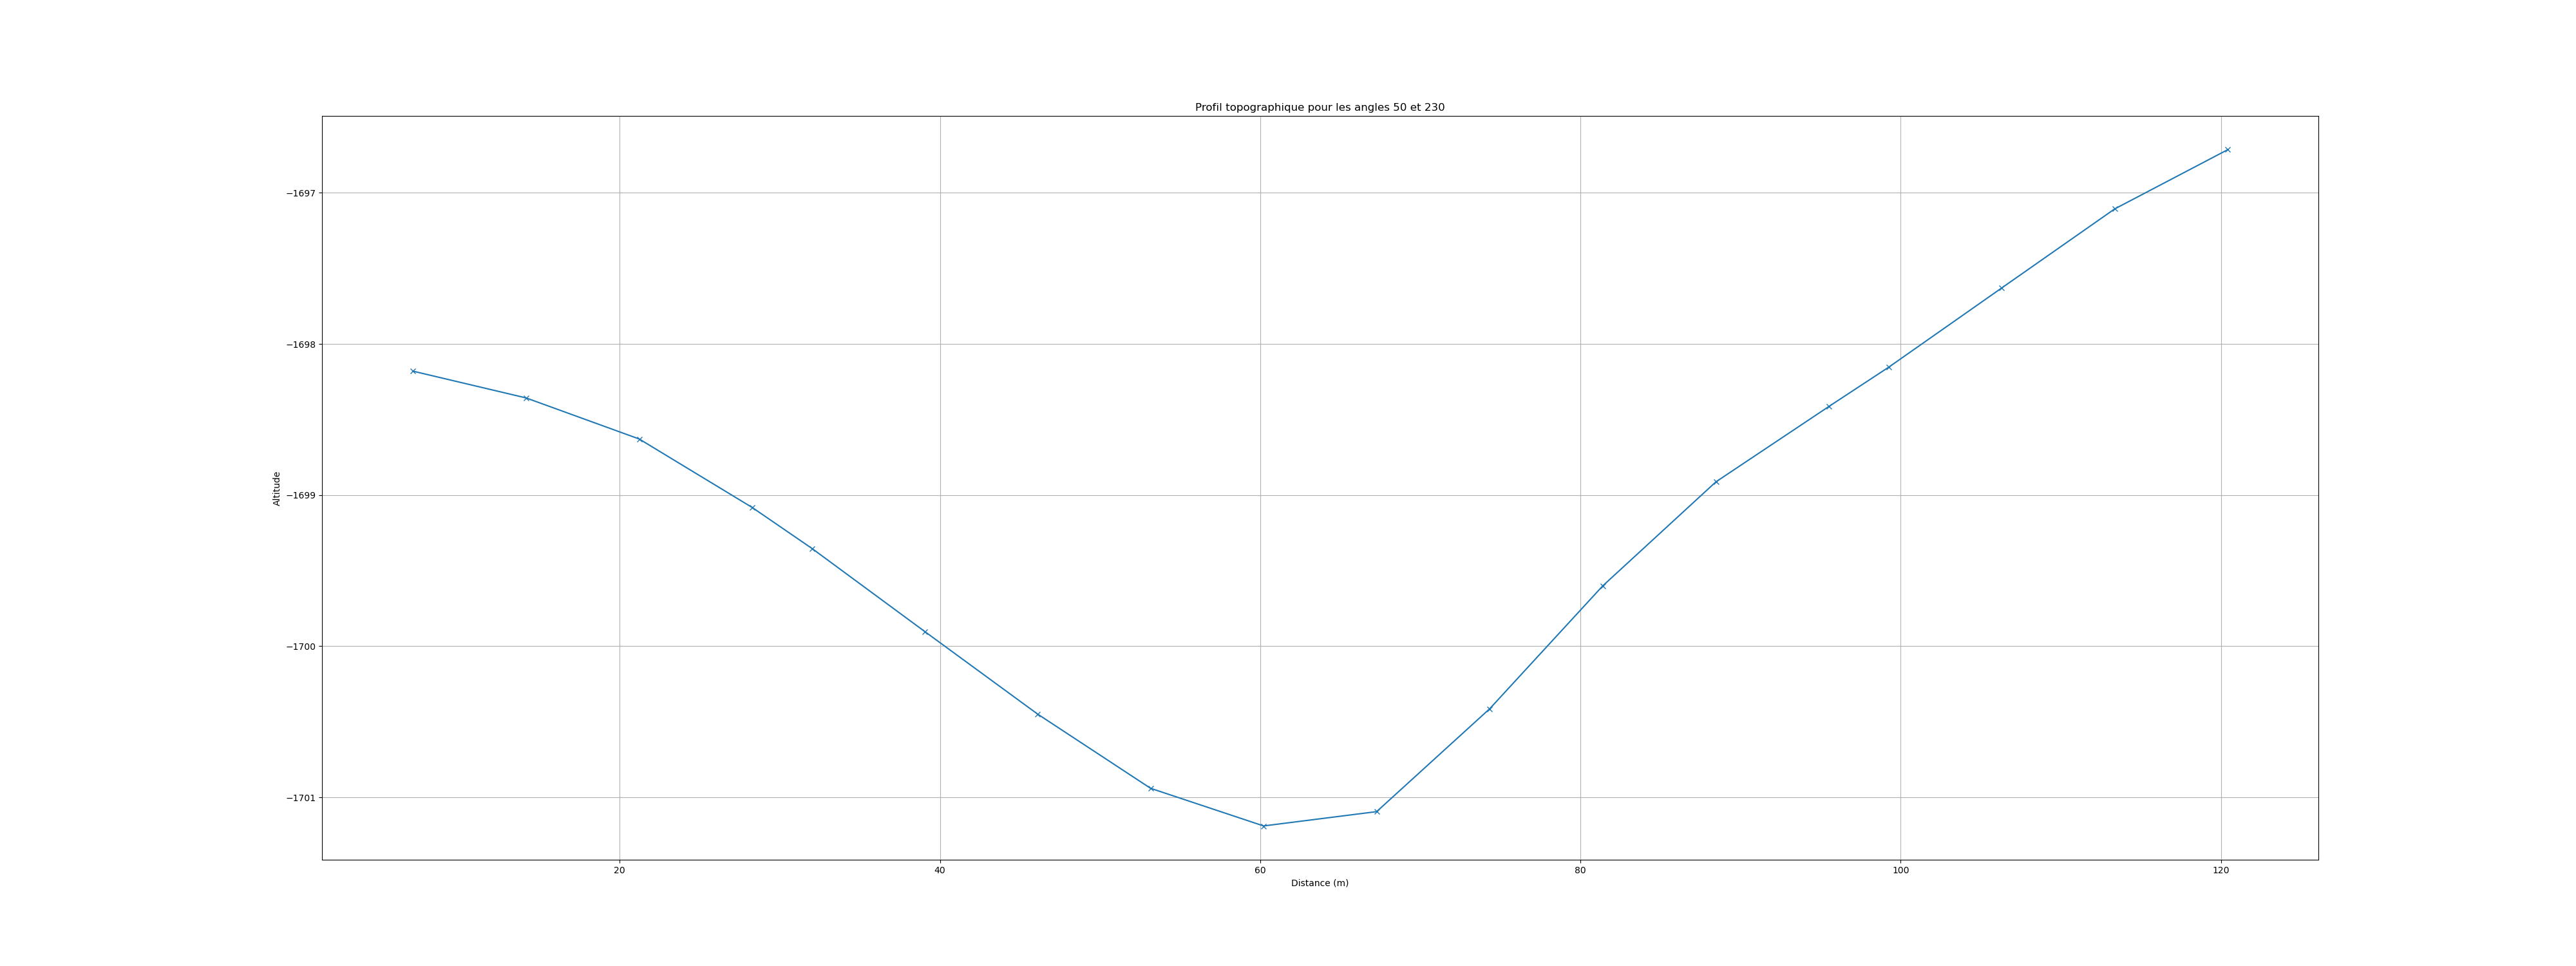 Profil topographique pour les angles 50 et 230
Altitude
−1697
−1698
−1699
−1700
−1701
20 40 60 80 100 120
Distance (m)